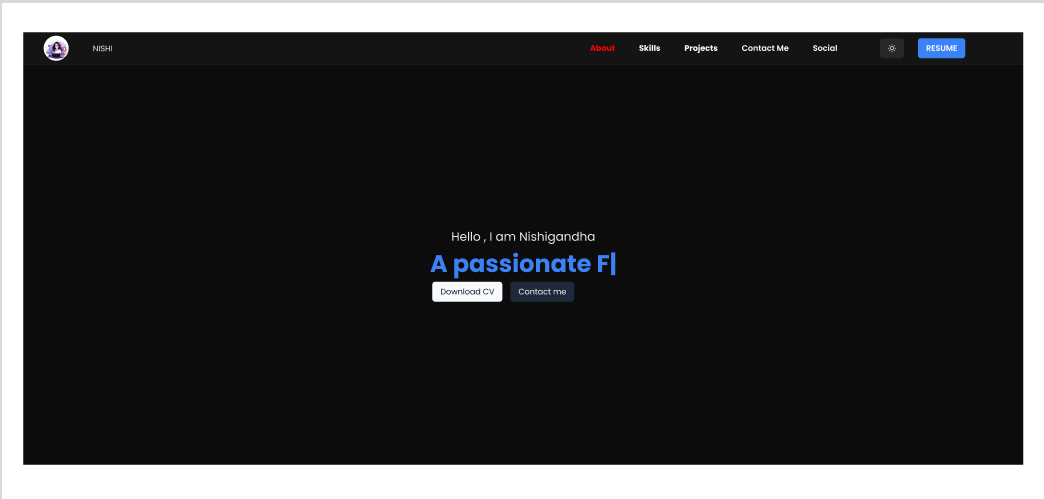 NISHI About Skills Projects Contact Me Social RESUME
Hello , I am Nishigandha
A passionate F|
Download CV Contact me